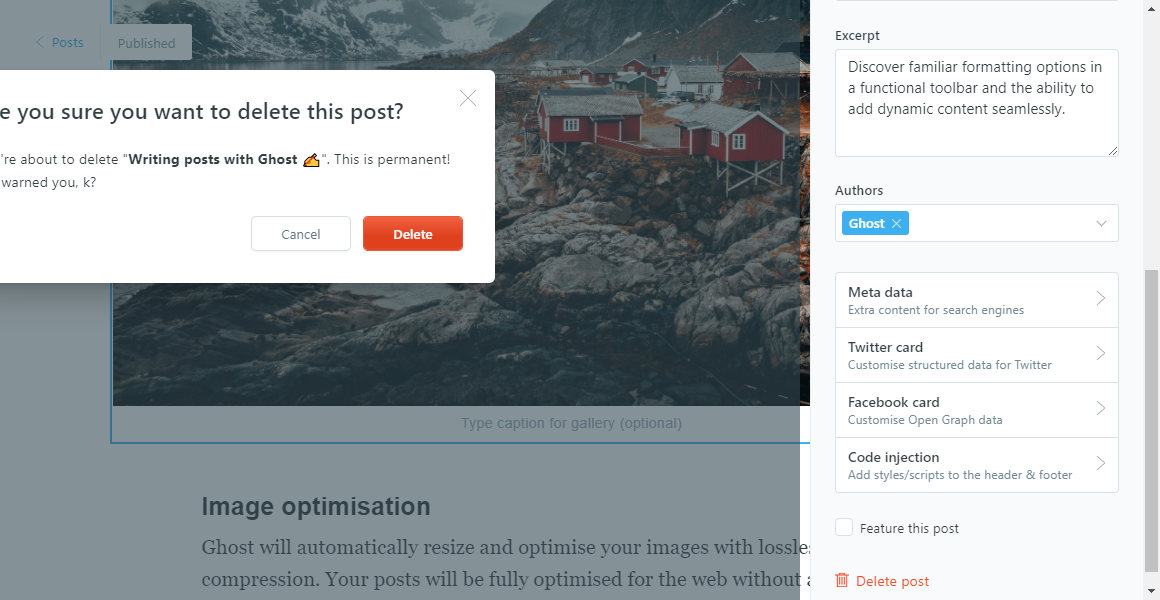 Posts
Published
e you sure you want to delete this post?
're about to delete "Writing posts with Ghost ✍️". This is permanent!
warned you, k?
Cancel
Delete
Type caption for gallery (optional)
Image optimisation
Ghost will automatically resize and optimise your images with lossle
compression. Your posts will be fully optimised for the web without a
Excerpt
Discover familiar formatting options in
a functional toolbar and the ability to
add dynamic content seamlessly.
Authors
Ghost
Meta data
Extra content for search engines
Twitter card
Customise structured data for Twitter
Facebook card
Customise Open Graph data
Code injection
Add styles/scripts to the header & footer
Feature this post
Delete post